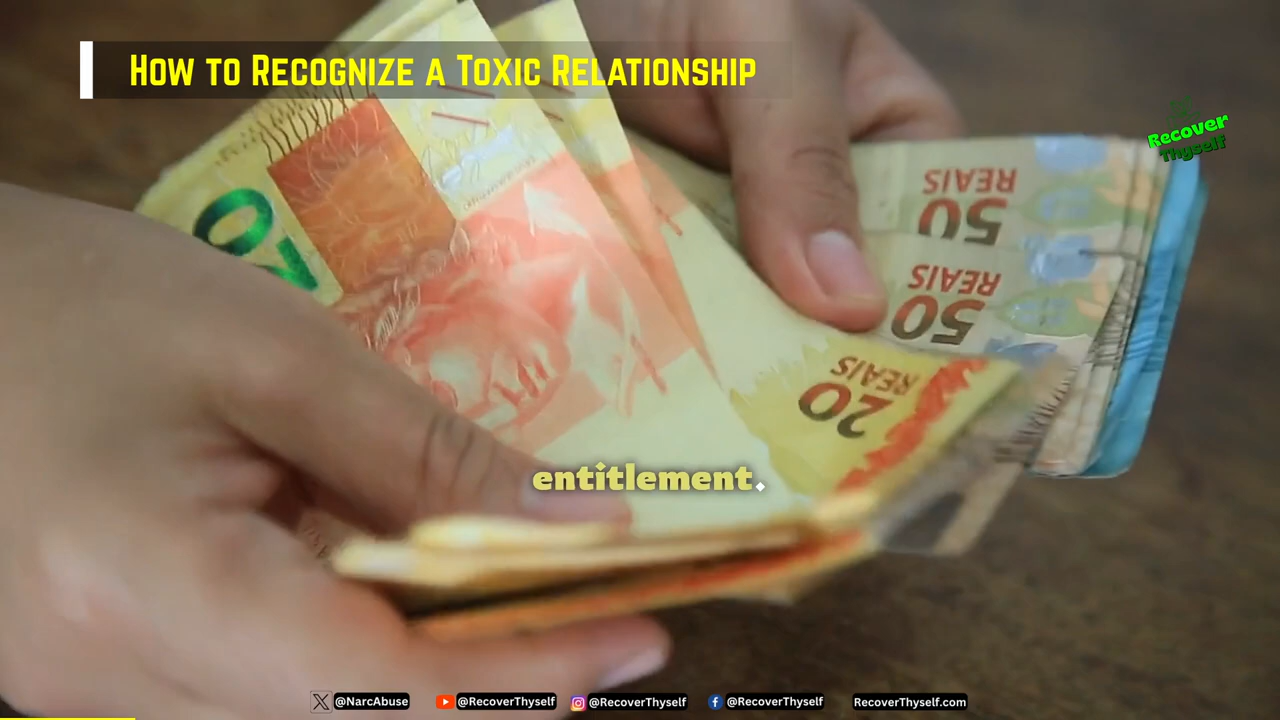 How to Recognize a Toxic Relationship
Recover
Thyself
REAIS
50
REAIS
50
20
REAIS
20
entitlement.
@NarcAbuse
@RecoverThyself
@RecoverThyself
@RecoverThyself
RecoverThyself.com